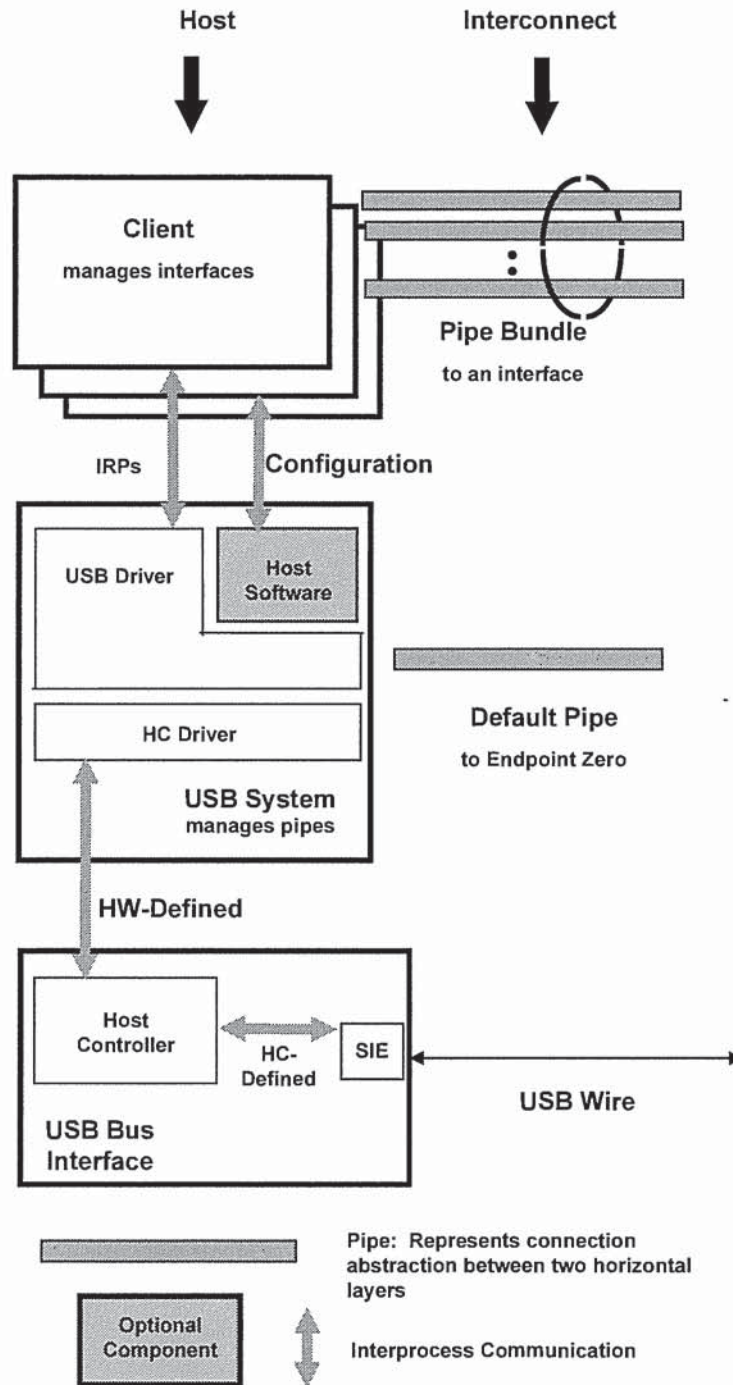 Host
Interconnect
Client
manages interfaces
Pipe Bundle
to an interface
IRPs
Configuration
USB Driver
Host
Software
HC Driver
Default Pipe
to Endpoint Zero
USB System
manages pipes
HW-Defined
Host
Controller
HC-
Defined
SIE
USB Wire
USB Bus
Interface
Pipe: Represents connection
abstraction between two horizontal
layers
Optional
Component
Interprocess Communication